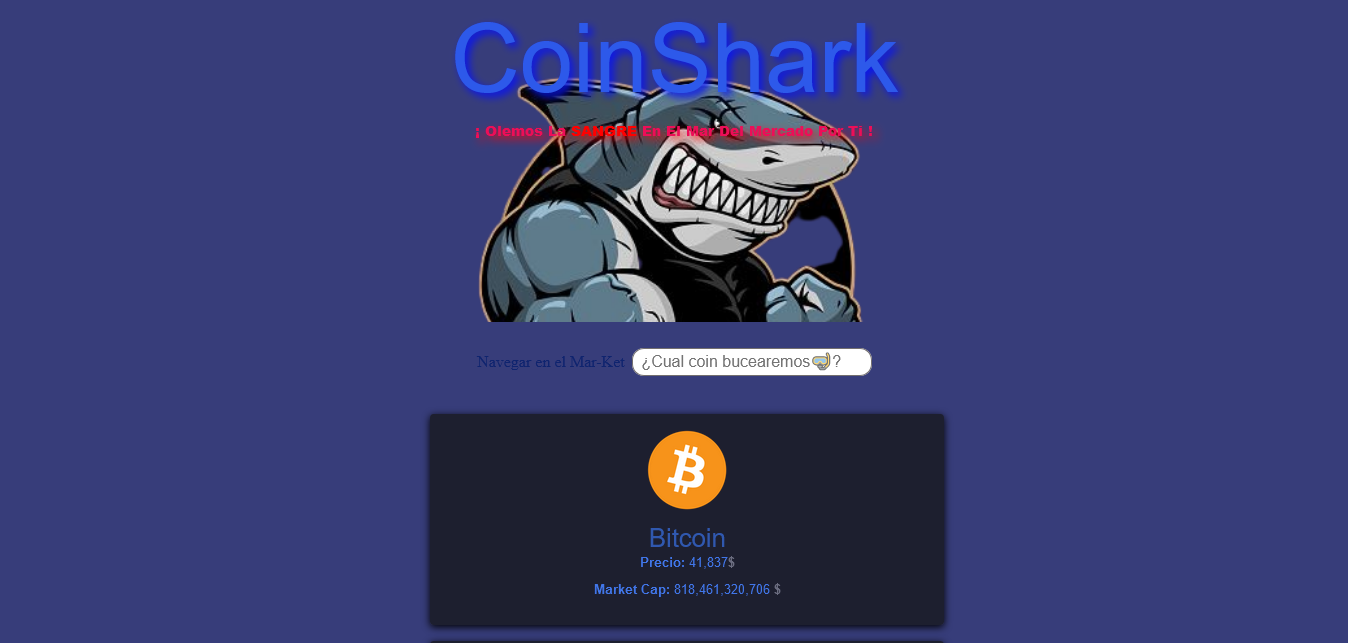 CoinShark
¡ Olemos La SANGRE En El Mar Del Mercado Por Ti !
Navegar en el Mar-Ket ¿Cual coin bucearemos🤿?
Bitcoin
Precio: 41,837$
Market Cap: 818,461,320,706 $